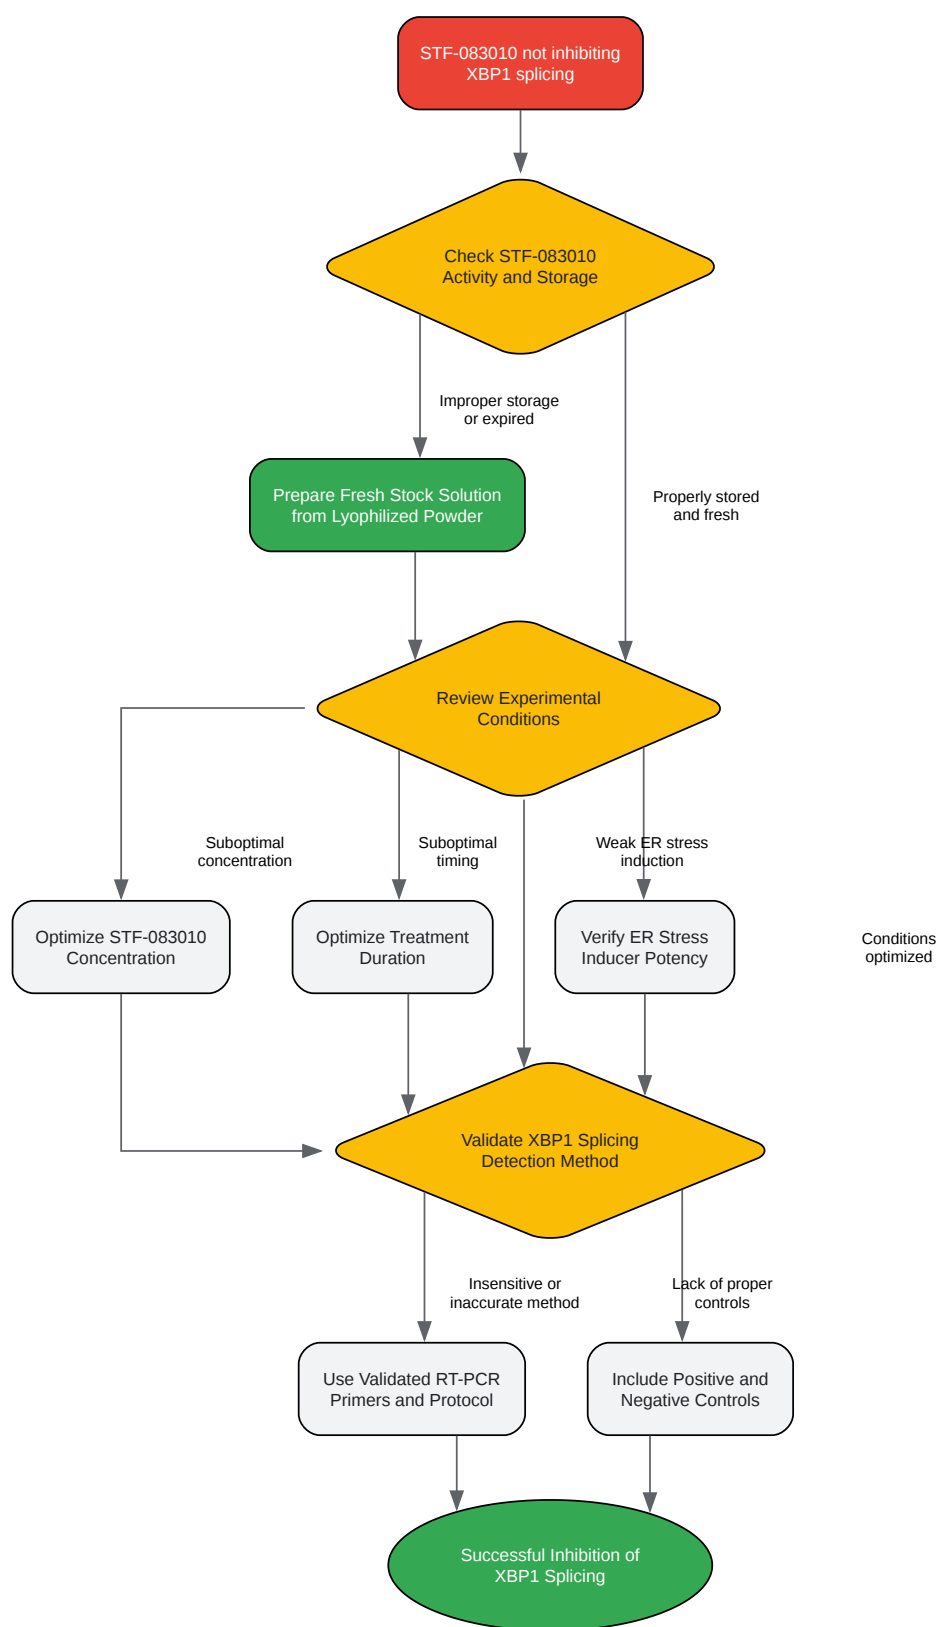 STF-083010 not inhibiting
XBP1 splicing
Check STF-083010
Activity and Storage
Improper storage
or expired
Prepare Fresh Stock Solution
from Lyophilized Powder
Properly stored
and fresh
Review Experimental
Conditions
Suboptimal
concentration
Suboptimal
timing
Weak ER stress
induction
Optimize STF-083010
Concentration
Optimize Treatment
Duration
Verify ER Stress
Inducer Potency
Conditions
optimized
Validate XBP1 Splicing
Detection Method
Insensitive or
inaccurate method
Lack of proper
controls
Use Validated RT-PCR
Primers and Protocol
Include Positive and
Negative Controls
Successful Inhibition of
XBP1 Splicing